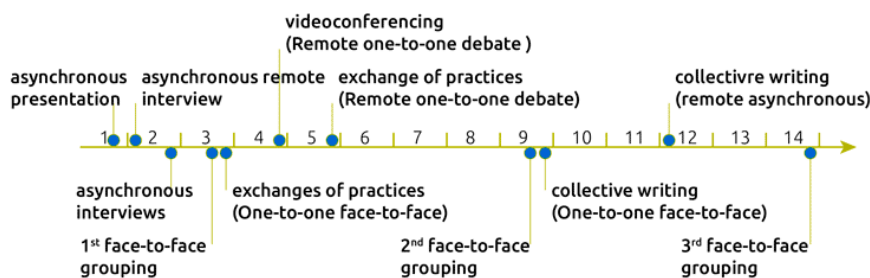 videoconferencing
(Remote one-to-one debate )
asynchronous
presentation
asynchronous remote
interview
exchange of practices
(Remote one-to-one debate)
collectivre writing
(remote asynchronous)
1 2 3 4 5 6 7 8 9 10 11 12 13 14
asynchronous
interviews
exchanges of practices
(One-to-one face-to-face)
collective writing
(One-to-one face-to-face)
1st face-to-face
grouping
2nd face-to-face
grouping
3rd face-to-face
grouping